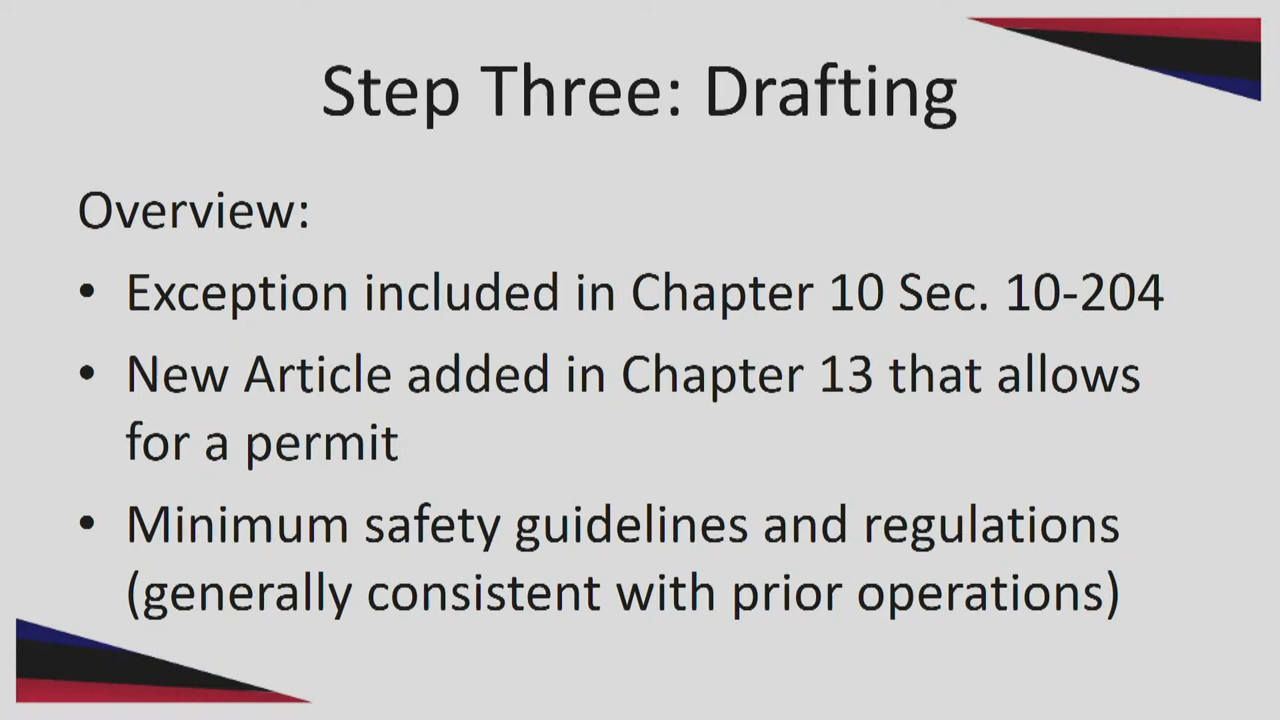 Step Three: Drafting
Overview:
• Exception included in Chapter 10 Sec. 10-204
• New Article added in Chapter 13 that allows
for a permit
• Minimum safety guidelines and regulations
(generally consistent with prior operations)